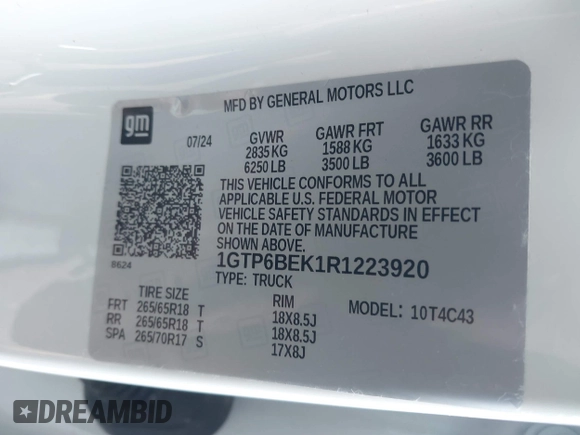 MFD BY GENERAL MOTORS LLC
gm
07/24
GVWR GAWR FRT GAWR RR
2835 KG 1588 KG 1633 KG
6250 LB 3500 LB 3600 LB
THIS VEHICLE CONFORMS TO ALL
APPLICABLE U.S. FEDERAL MOTOR
VEHICLE SAFETY STANDARDS IN EFFECT
ON THE DATE OF MANUFACTURE
SHOWN ABOVE.
8624
1GTP6BEK1R1223920
TYPE: TRUCK
TIRE SIZE RIM MODEL: 10T4C43
FRT 265/65R18 T 18X8.5J
RR 265/65R18 T 18X8.5J
SPA 265/70R17 S 17X8J
DREAMBID